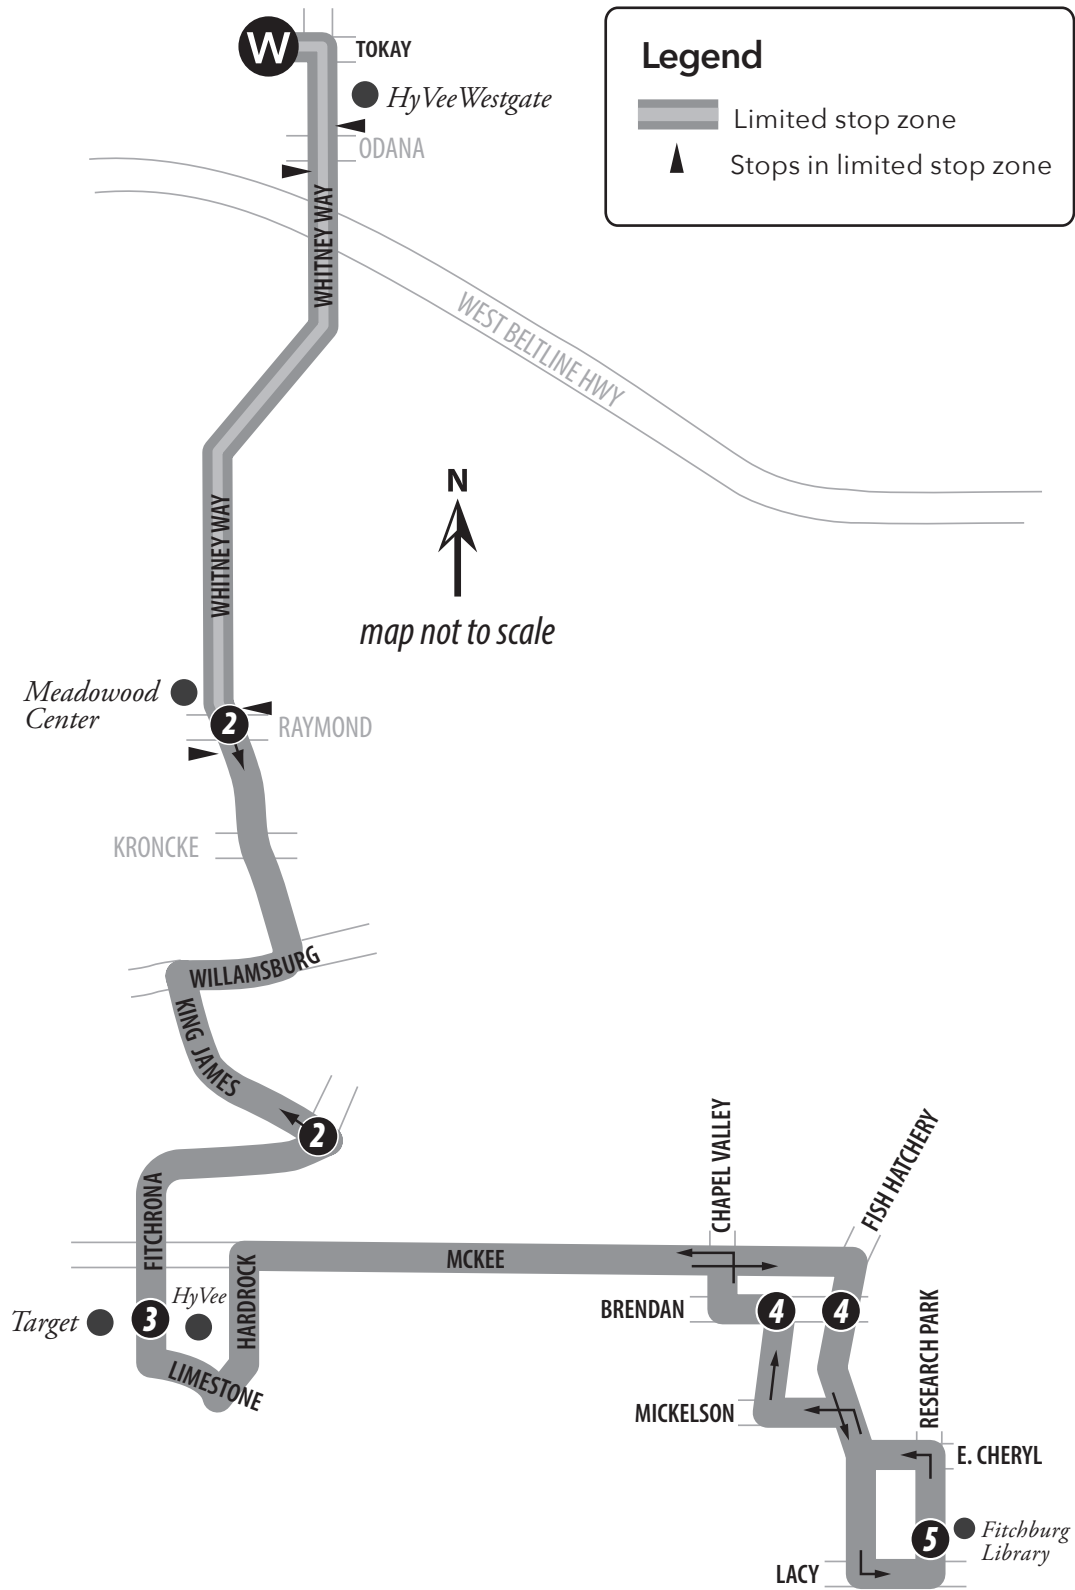 W
TOKAY
HyVee Westgate
ODANA
WHITNEY WAY
WEST BELTLINE HWY
Legend
Limited stop zone
Stops in limited stop zone
WHITNEY WAY
N
map not to scale
Meadowood
Center
2
RAYMOND
KRONCKE
WILLAMSBURG
KING JAMES
2
FITCHRONA
HARDROCK
MCKEE
CHAPEL VALLEY
FISH HATCHERY
HyVee
Target
3
LIMESTONE
BRENDAN
4
4
RESEARCH PARK
MICKELSON
E. CHERYL
5
Fitchburg
Library
LACY